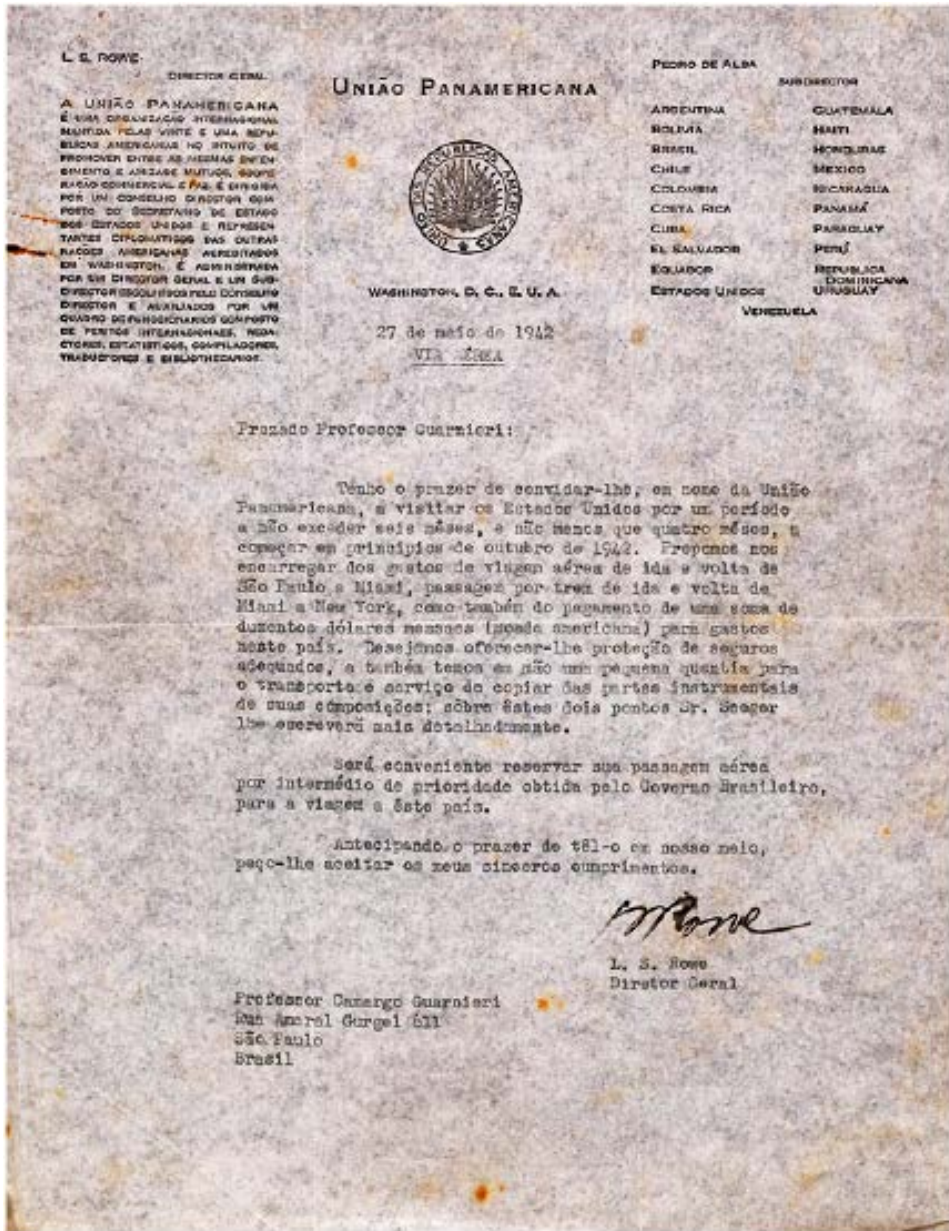 L. S. ROWE
DIRECTOR GERAL
A UNIÃO PANAMERICANA
É UMA ORGANIZAÇÃO INTERNACIONAL
MANTIDA PELAS VINTE E UMA REPU-
BLICAS AMERICANAS NO INTUITO DE
PROMOVER ENTRE AS MESMAS ENTEN-
DIMENTO E AMIZADE MUTUOS, COOPE-
RAÇÃO COMMERCIAL E PAZ. É DIRIGIDA
POR UM CONSELHO DIRECTOR COM-
POSTO DO SECRETARIO DE ESTADO
DOS ESTADOS UNIDOS E REPRESEN-
TANTES DIPLOMATICOS DAS OUTRAS
NAÇÕES AMERICANAS ACREDITADOS
EM WASHINGTON. É ADMINISTRADA
POR UM DIRECTOR GERAL E UM SUB-
DIRECTOR ESCOLHIDOS PELO CONSELHO
DIRECTOR E AUXILIADOS POR UM
QUADRO DE FUNCCIONARIOS COMPOSTO
DE PERITOS INTERNACIONAES, REDA-
CTORES, ESTATISTICOS, COMPILADORES,
TRADUCTORES E BIBLIOTHECARIOS.
UNIÃO PANAMERICANA
UNIÃO DAS REPUBLICAS AMERICANAS
WASHINGTON, D. C., E. U. A.
PEDRO DE ALBA
SUBDIRECTOR
ARGENTINA GUATEMALA
BOLIVIA HAITI
BRASIL HONDURAS
CHILE MEXICO
COLOMBIA NICARAGUA
COSTA RICA PANAMÁ
CUBA PARAGUAY
EL SALVADOR PERÚ
EQUADOR REPUBLICA
DOMINICANA
ESTADOS UNIDOS URUGUAY
VENEZUELA
27 de maio de 1942
VIA AÉREA
Prezado Professor Guarnieri:
Tenho o prazer de convidar-lhe, em nome da União
Panamericana, a visitar os Estados Unidos por um período
a não exceder seis mêses, e não menos que quatro mêses, a
começar em princípios de outubro de 1942. Propomos nos
encarregar dos gastos de viagem aérea de ida e volta de
São Paulo a Miami, passagem por trem de ida e volta de
Miami a New York, como também do pagamento de uma soma de
duzentos dólares mensaes (moeda americana) para gastos
neste país. Desejamos oferecer-lhe proteção de seguros
adequados, e também temos em mão uma pequena quantia para
o transporte e serviço de copiar das partes instrumentais
de suas composições; sôbre êstes dois pontos Sr. Seeger
lhe escreverá mais detalhadamente.
Será conveniente reservar sua passagem aérea
por intermédio de prioridade obtida pelo Governo Brasileiro,
para a viagem a êste país.
Antecipando o prazer de têl-o em nosso meio,
peço-lhe aceitar os meus sinceros cumprimentos.
L. S. Rowe
Diretor Geral
Professor Camargo Guarnieri
Rua Amaral Gurgel 611
São Paulo
Brasil